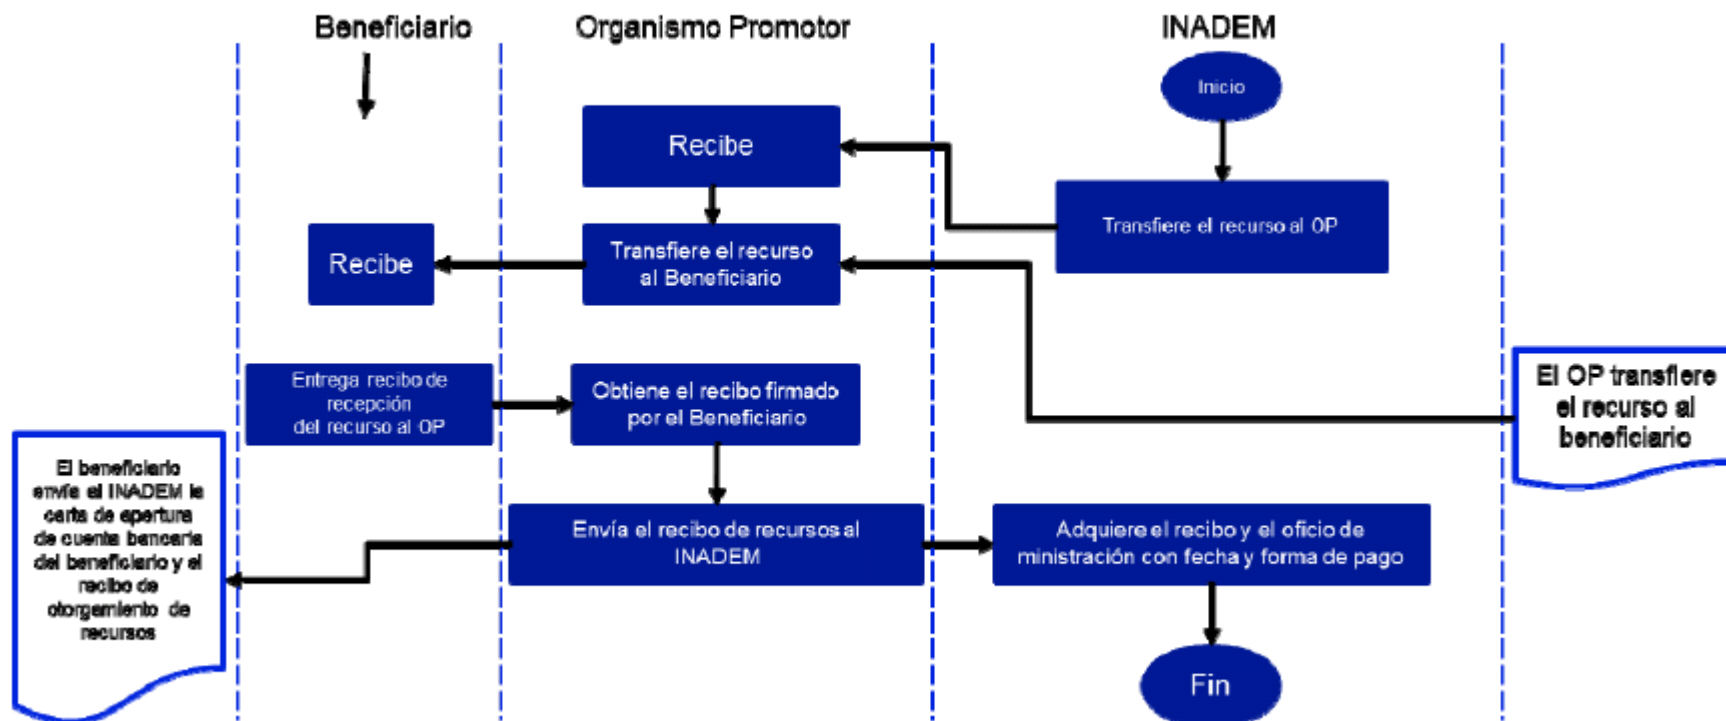 Beneficiario
Organismo Promotor
INADEM
Inicio
Recibe
Transfiere el recurso al OP
Recibe
Transfiere el recurso
al Beneficiario
Entrega recibo de
recepción
del recurso al OP
Obtiene el recibo firmado
por el Beneficiario
El OP transfiere
el recurso al
beneficiario
El beneficiario
envía al INADEM la
carta de apertura
de cuenta bancaria
del beneficiario y el
recibo de
otorgamiento de
recursos
Envía el recibo de recursos al
INADEM
Adquiere el recibo y el oficio de
ministración con fecha y forma de pago
Fin